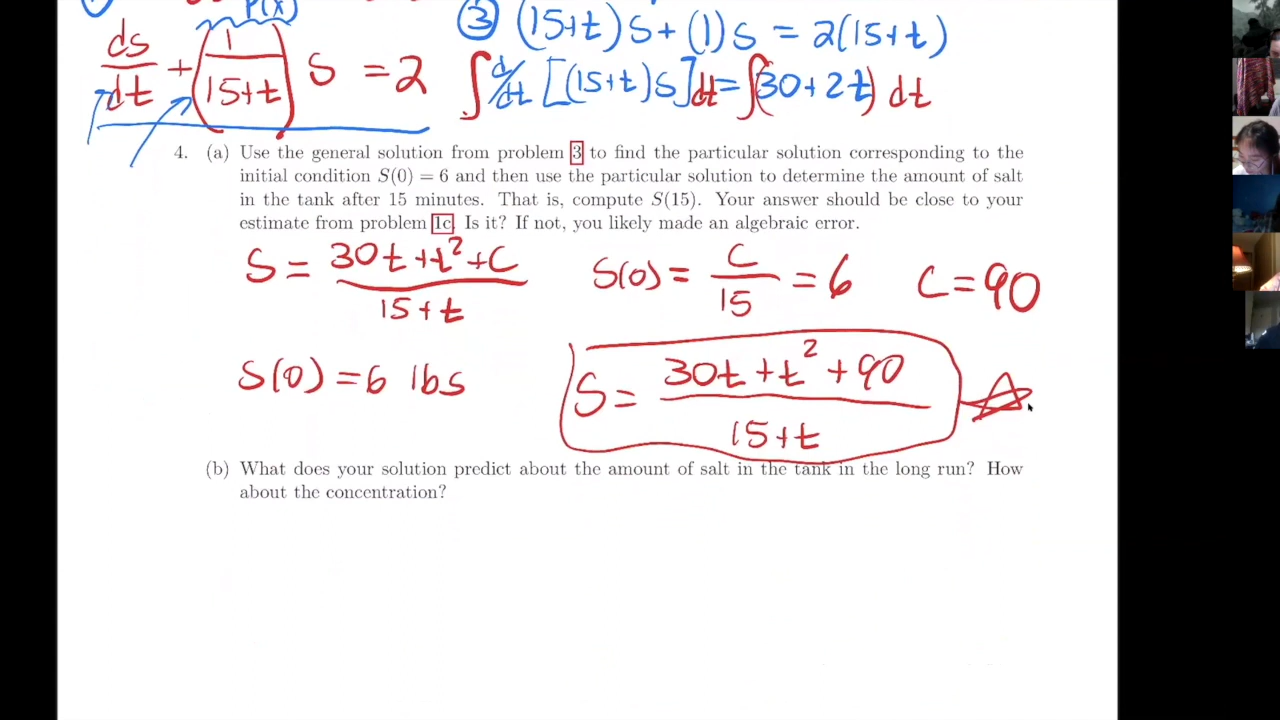 P(x)
ds/dt + (1/(15+t)) S = 2
③ (15+t)S + (1)S = 2(15+t)
∫ d/dt [(15+t)S] dt = ∫(30+2t) dt
4. (a) Use the general solution from problem 3 to find the particular solution corresponding to the
initial condition S(0) = 6 and then use the particular solution to determine the amount of salt
in the tank after 15 minutes. That is, compute S(15). Your answer should be close to your
estimate from problem 1c. Is it? If not, you likely made an algebraic error.
S = (30t+t²+C)/(15+t) S(0) = C/15 = 6 C=90
S(0) = 6 lbs S = (30t+t²+90)/(15+t)
(b) What does your solution predict about the amount of salt in the tank in the long run? How
about the concentration?